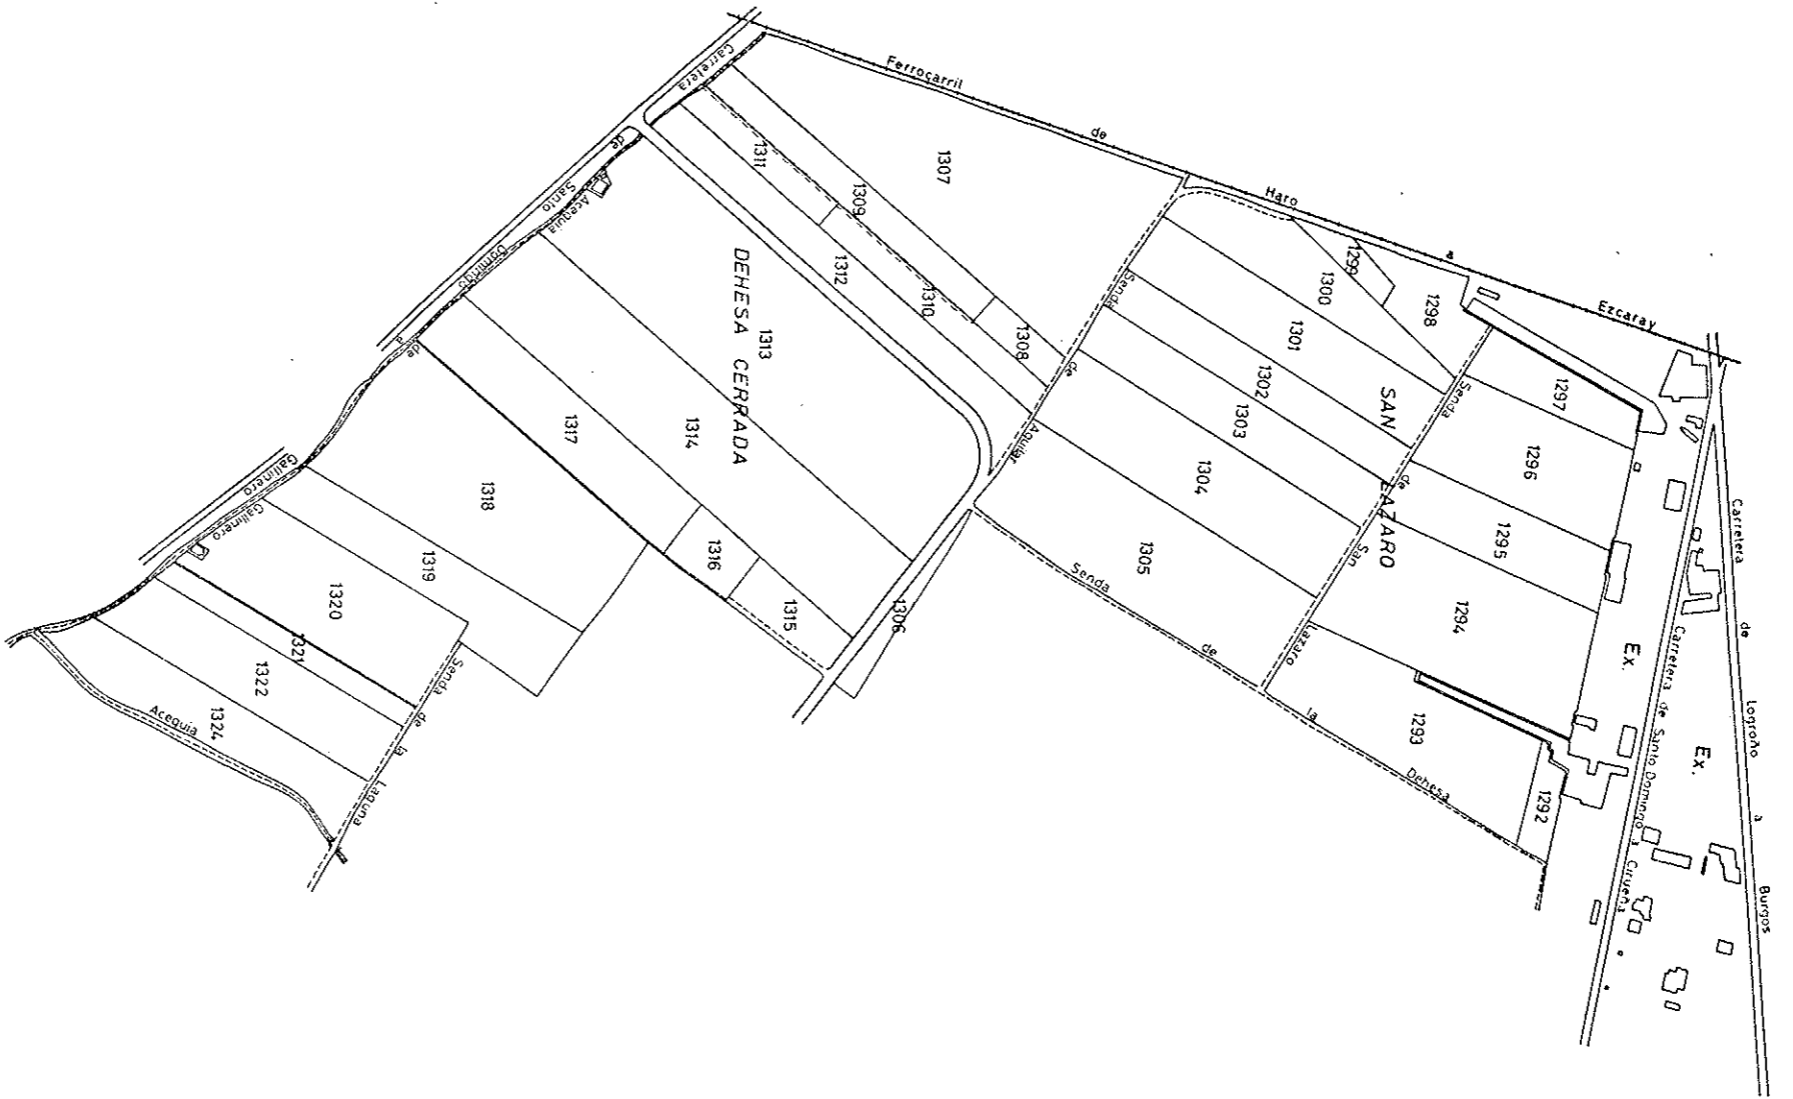 Ferrocarril de Haro a Ezcaray
Carretera de Santo Domingo a Gallinero
Acequia de Gallinero
Carretera de Logroño a Burgos
Carretera de Santo Domingo a Cirueña
Senda de Aguilar
Senda de San Lazaro
Senda de la Dehesa
Senda de la Laguna
Acequia
DEHESA CERRADA
SAN LAZARO
Ex.
Ex.
1292
1293
1294
1295
1296
1297
1298
1299
1300
1301
1302
1303
1304
1305
1306
1307
1308
1309
1310
1311
1312
1313
1314
1315
1316
1317
1318
1319
1320
1321
1322
1324